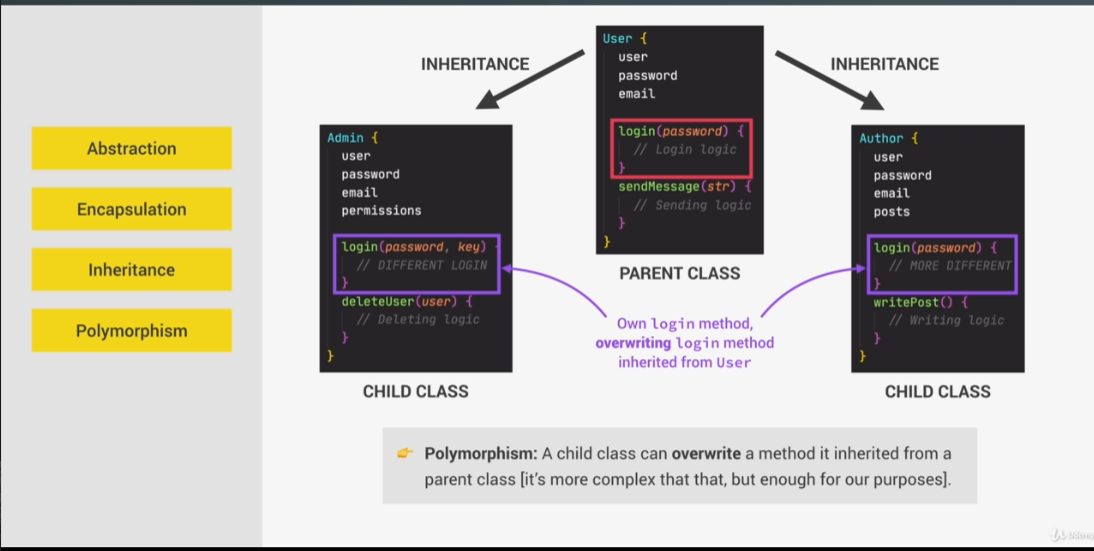 Abstraction
Encapsulation
Inheritance
Polymorphism
INHERITANCE
INHERITANCE
User {
user
password
email
login(password) {
// Login logic
}
sendMessage(str) {
// Sending logic
}
}
PARENT CLASS
Admin {
user
password
email
permissions
login(password, key) {
// DIFFERENT LOGIN
}
deleteUser(user) {
// Deleting logic
}
}
CHILD CLASS
Own login method,
overwriting login method
inherited from User
Author {
user
password
email
posts
login(password) {
// MORE DIFFERENT
}
writePost() {
// Writing logic
}
}
CHILD CLASS
👉 Polymorphism: A child class can overwrite a method it inherited from a
parent class [it’s more complex that that, but enough for our purposes].
Udemy